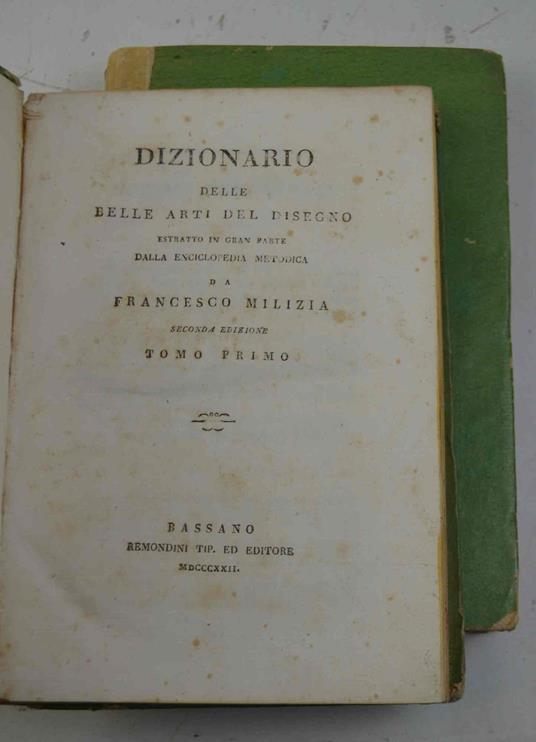 DIZIONARIO
DELLE
BELLE ARTI DEL DISEGNO
ESTRATTO IN GRAN PARTE
DALLA ENCICLOPEDIA METODICA
DA
FRANCESCO MILIZIA
SECONDA EDIZIONE
TOMO PRIMO
BASSANO
REMONDINI TIP. ED EDITORE
MDCCCXXII.